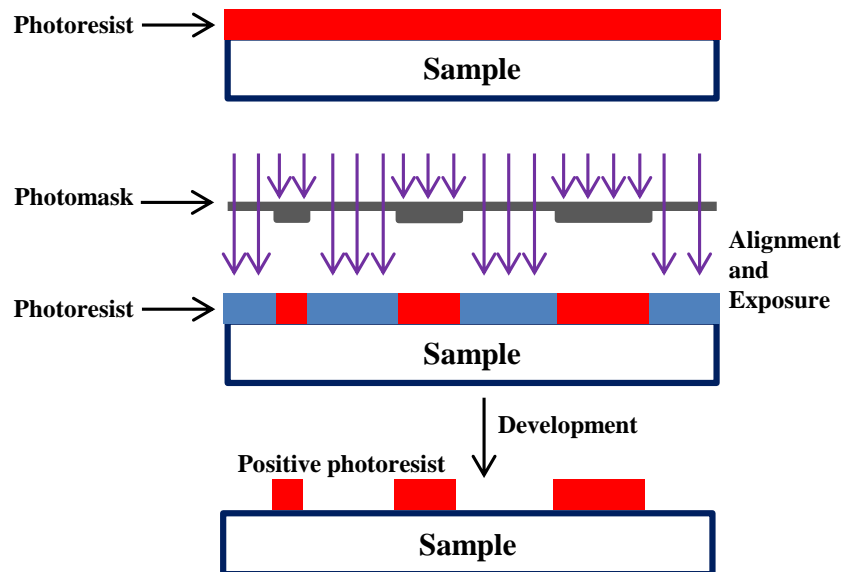 Photoresist
Sample
Photomask
Alignment
and
Exposure
Photoresist
Sample
Development
Positive photoresist
Sample